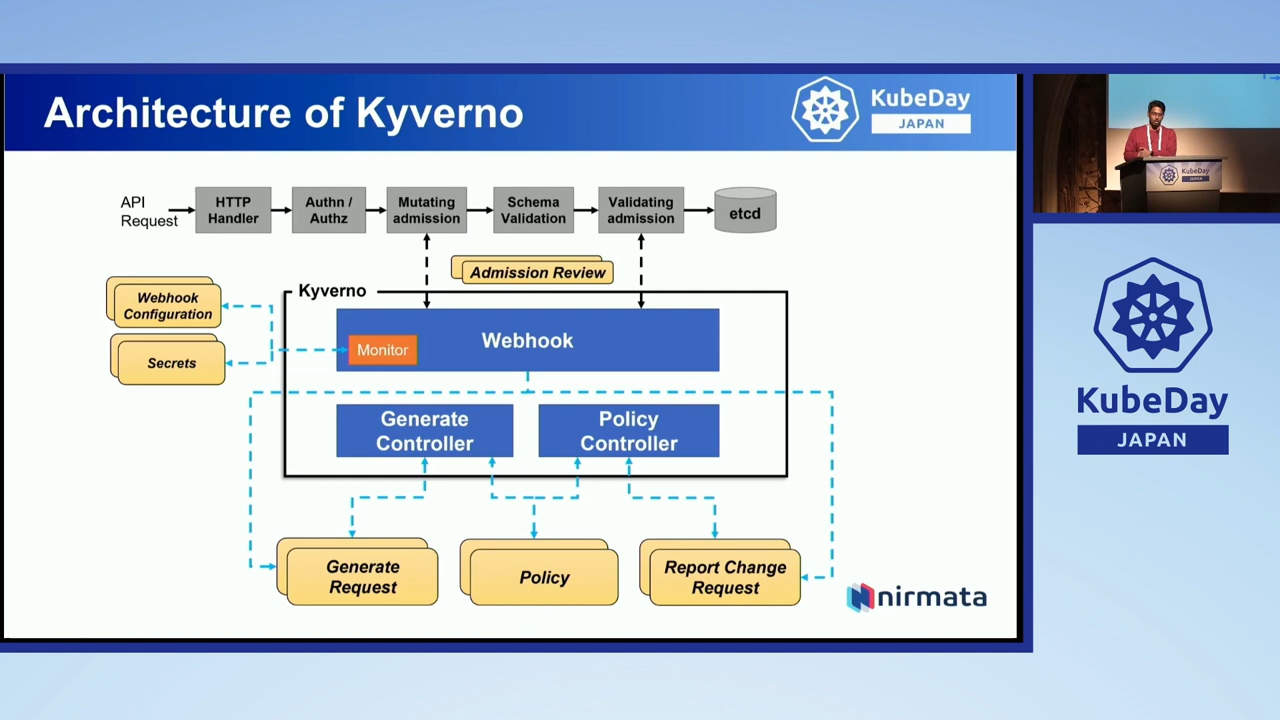 Architecture of Kyverno
KubeDay
JAPAN
API
Request
HTTP
Handler
Authn /
Authz
Mutating
admission
Schema
Validation
Validating
admission
etcd
Admission Review
Kyverno
Webhook
Configuration
Secrets
Monitor
Webhook
Generate
Controller
Policy
Controller
Generate
Request
Policy
Report Change
Request
nirmata
KubeDay
JAPAN
KubeDay
JAPAN